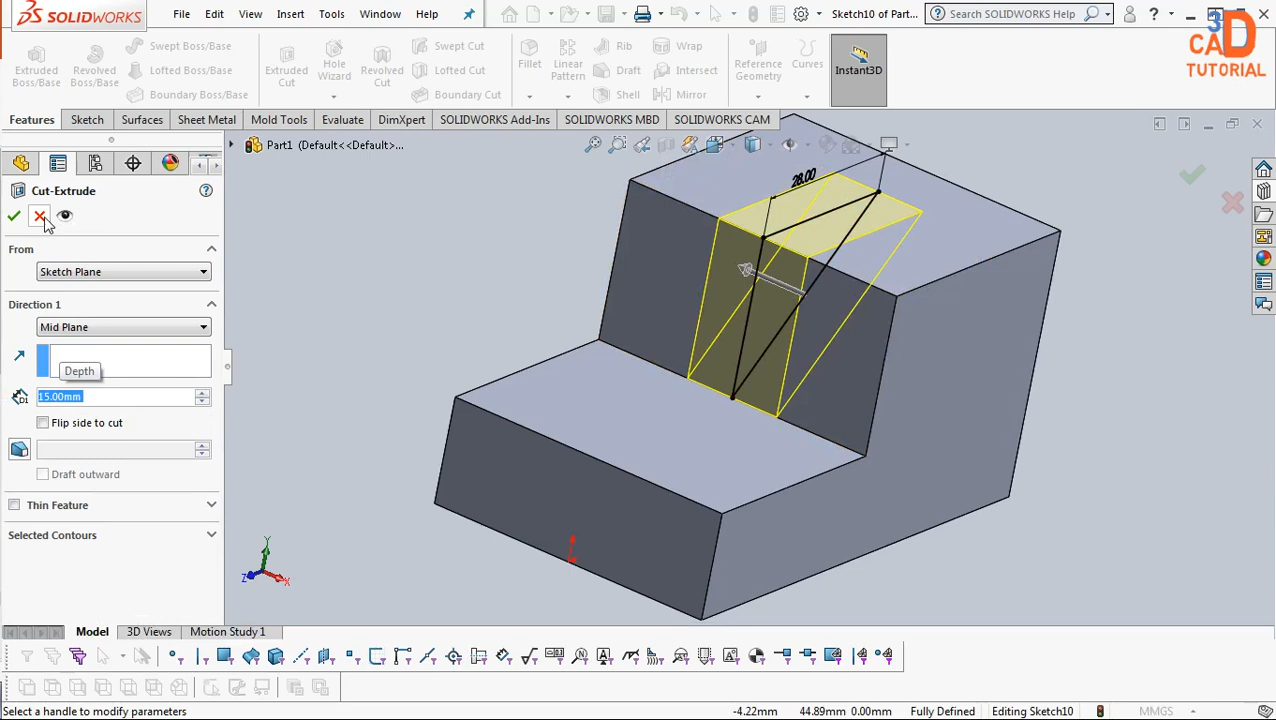 SOLIDWORKS
File Edit View Insert Tools Window Help
Sketch10 of Part...
Search SOLIDWORKS Help
3D
CAD
TUTORIAL
Extruded Boss/Base
Revolved Boss/Base
Swept Boss/Base
Lofted Boss/Base
Boundary Boss/Base
Extruded Cut
Hole Wizard
Revolved Cut
Swept Cut
Lofted Cut
Boundary Cut
Fillet
Linear Pattern
Rib
Draft
Shell
Wrap
Intersect
Mirror
Reference Geometry
Curves
Instant3D
Features Sketch Surfaces Sheet Metal Mold Tools Evaluate DimXpert SOLIDWORKS Add-Ins SOLIDWORKS MBD SOLIDWORKS CAM
Part1 (Default<<Default>...
Cut-Extrude
From
Sketch Plane
Direction 1
Mid Plane
Depth
D1
15.00mm
Flip side to cut
Draft outward
Thin Feature
Selected Contours
28.00
Y
Z
X
Model 3D Views Motion Study 1
Select a handle to modify parameters
-4.22mm 44.89mm 0.00mm Fully Defined Editing Sketch10 MMGS